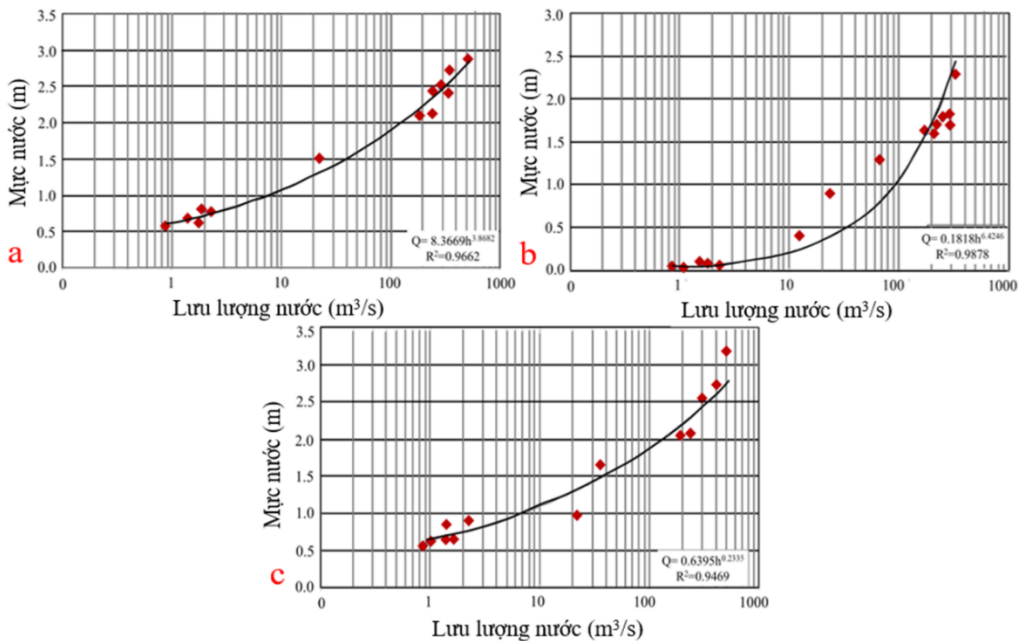 3.5
3.0
2.5
2.0
1.5
1.0
0.5
0.0
Mực nước (m)
a
Q= 8.3669h^3.8682
R²=0.9662
0 1 10 100 1000
Lưu lượng nước (m³/s)
3.0
2.5
2.0
1.5
1.0
0.5
0.0
Mực nước (m)
b
Q= 0.1818h^6.4246
R²=0.9878
0 1 10 100 1000
Lưu lượng nước (m³/s)
3.5
3.0
2.5
2.0
1.5
1.0
0.5
0.0
Mực nước (m)
c
Q= 0.6395h^0.2335
R²=0.9469
0 1 10 100 1000
Lưu lượng nước (m³/s)